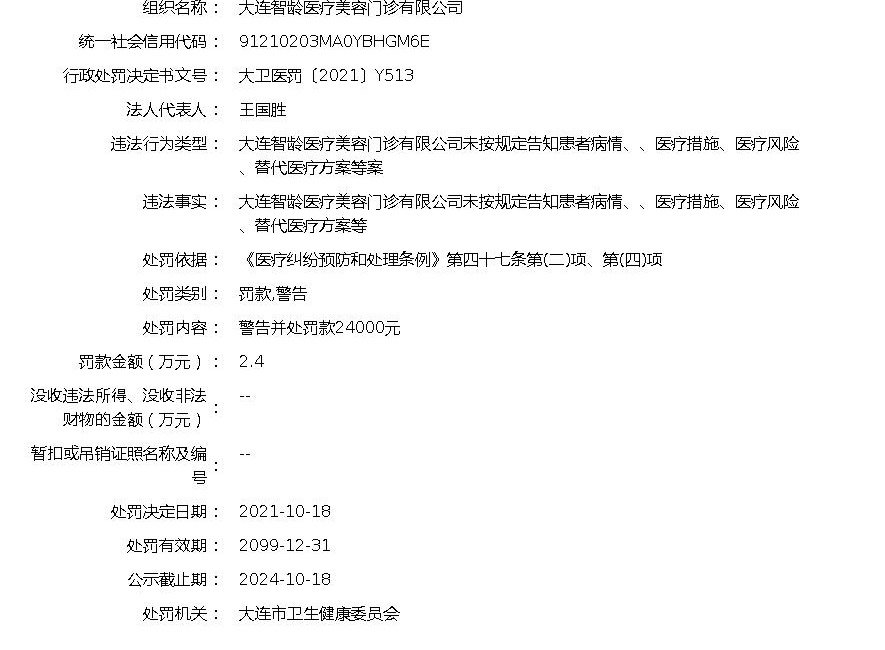 组织名称： 大连智龄医疗美容门诊有限公司
统一社会信用代码： 91210203MA0YBHGM6E
行政处罚决定书文号： 大卫医罚〔2021〕Y513
法人代表人： 王国胜
违法行为类型： 大连智龄医疗美容门诊有限公司未按规定告知患者病情、、医疗措施、医疗风险
、替代医疗方案等案
违法事实： 大连智龄医疗美容门诊有限公司未按规定告知患者病情、、医疗措施、医疗风险
、替代医疗方案等
处罚依据： 《医疗纠纷预防和处理条例》第四十七条第(二)项、第(四)项
处罚类别： 罚款,警告
处罚内容： 警告并处罚款24000元
罚款金额（万元）： 2.4
没收违法所得、没收非法
财物的金额（万元）： --
暂扣或吊销证照名称及编
号： --
处罚决定日期： 2021-10-18
处罚有效期： 2099-12-31
公示截止期： 2024-10-18
处罚机关： 大连市卫生健康委员会